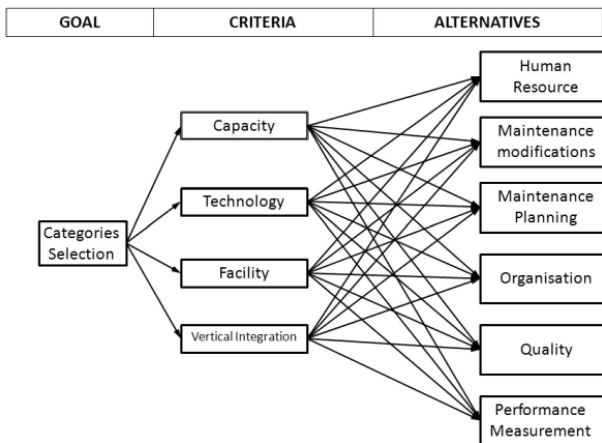 GOAL
CRITERIA
ALTERNATIVES
Categories
Selection
Capacity
Technology
Facility
Vertical Integration
Human
Resource
Maintenance
modifications
Maintenance
Planning
Organisation
Quality
Performance
Measurement